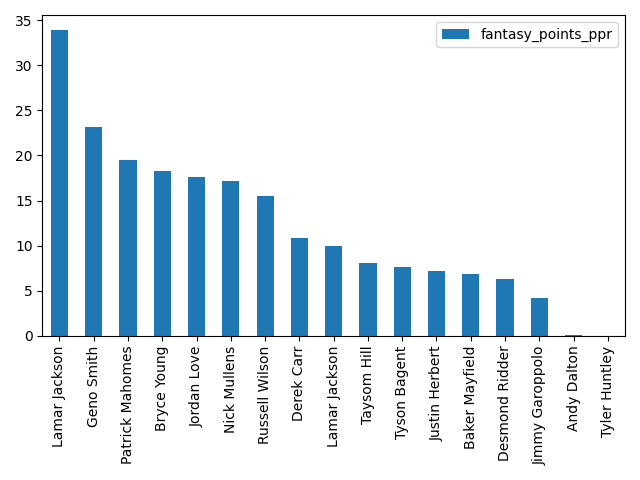 fantasy_points_ppr
35
30
25
20
15
10
5
0
Lamar Jackson
Geno Smith
Patrick Mahomes
Bryce Young
Jordan Love
Nick Mullens
Russell Wilson
Derek Carr
Lamar Jackson
Taysom Hill
Tyson Bagent
Justin Herbert
Baker Mayfield
Desmond Ridder
Jimmy Garoppolo
Andy Dalton
Tyler Huntley